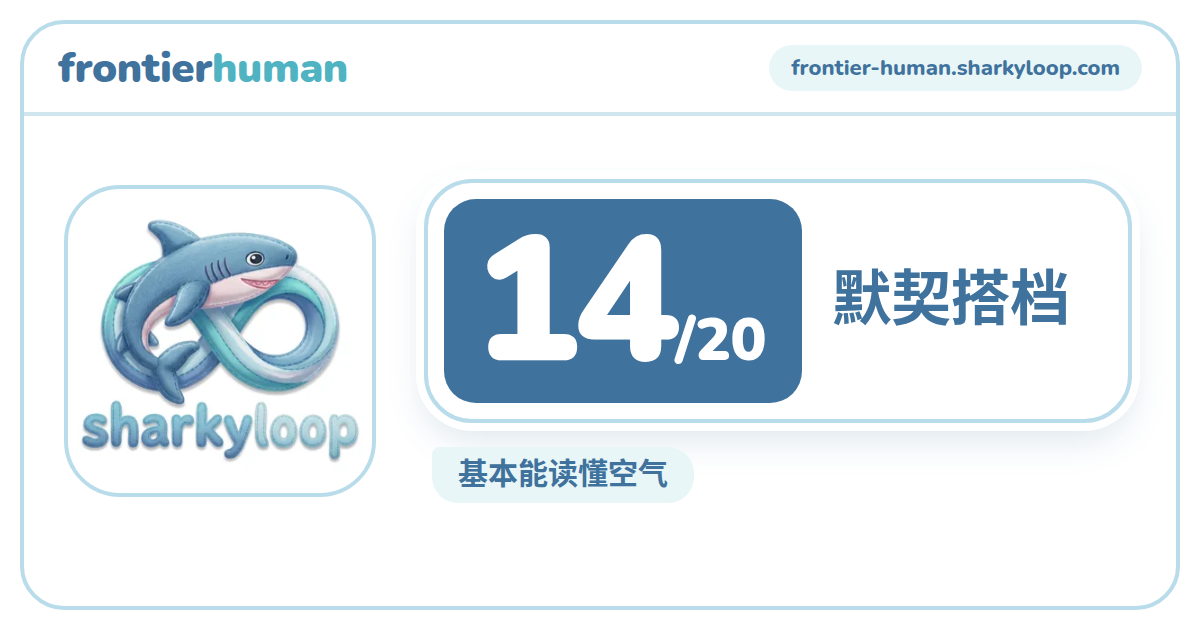 frontierhuman
frontier-human.sharkyloop.com
sharkyloop
14/20
默契搭档
基本能读懂空气